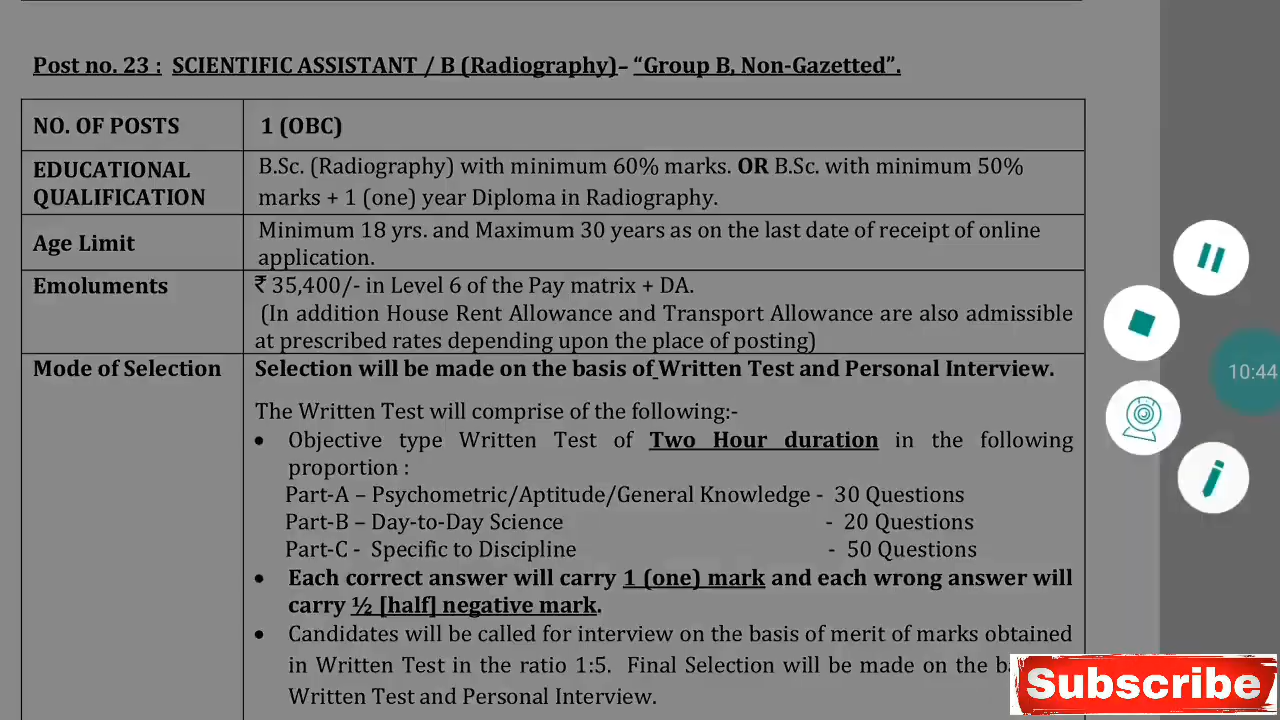 Post no. 23 : SCIENTIFIC ASSISTANT / B (Radiography)– “Group B, Non-Gazetted”.
NO. OF POSTS 1 (OBC)
EDUCATIONAL QUALIFICATION
B.Sc. (Radiography) with minimum 60% marks. OR B.Sc. with minimum 50%
marks + 1 (one) year Diploma in Radiography.
Age Limit
Minimum 18 yrs. and Maximum 30 years as on the last date of receipt of online
application.
Emoluments
₹ 35,400/- in Level 6 of the Pay matrix + DA.
(In addition House Rent Allowance and Transport Allowance are also admissible
at prescribed rates depending upon the place of posting)
Mode of Selection
Selection will be made on the basis of Written Test and Personal Interview.
The Written Test will comprise of the following:-
• Objective type Written Test of Two Hour duration in the following
proportion :
Part-A – Psychometric/Aptitude/General Knowledge - 30 Questions
Part-B – Day-to-Day Science - 20 Questions
Part-C - Specific to Discipline - 50 Questions
• Each correct answer will carry 1 (one) mark and each wrong answer will
carry ½ [half] negative mark.
• Candidates will be called for interview on the basis of merit of marks obtained
in Written Test in the ratio 1:5. Final Selection will be made on the
Written Test and Personal Interview.
10:44
Subscribe